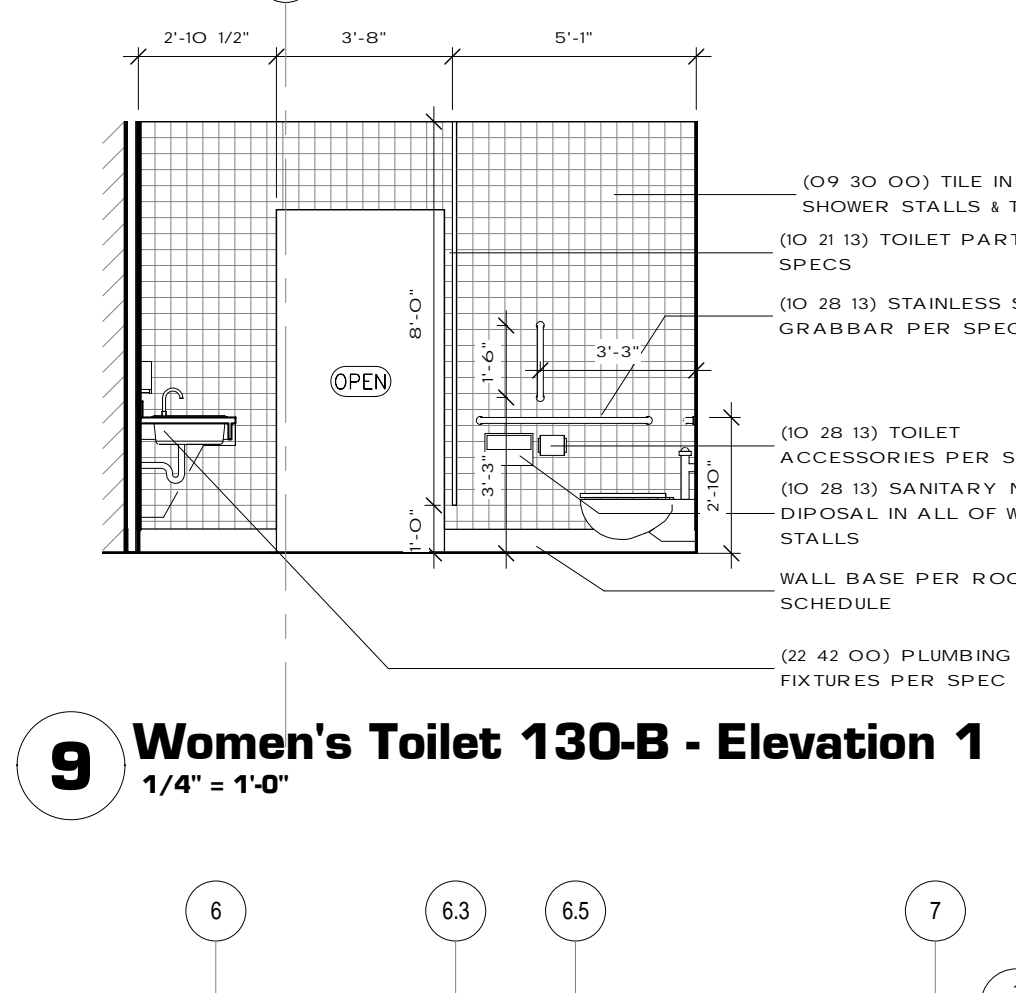 2'-10 1/2" 3'-8" 5'-1"
(09 30 00) TILE IN
SHOWER STALLS &
(10 21 13) TOILET PART
SPECS
(10 28 13) STAINLESS S
GRABBAR PER SPEC
8'-0"
1'-6"
3'-3"
OPEN
(10 28 13) TOILET
ACCESSORIES PER S
3'-3"
2'-10"
(10 28 13) SANITARY N
DIPOSAL IN ALL OF W
STALLS
1'-0"
WALL BASE PER ROO
SCHEDULE
(22 42 00) PLUMBING
FIXTURES PER SPEC
9 Women's Toilet 130-B - Elevation 1
1/4" = 1'-0"
6 6.3 6.5 7